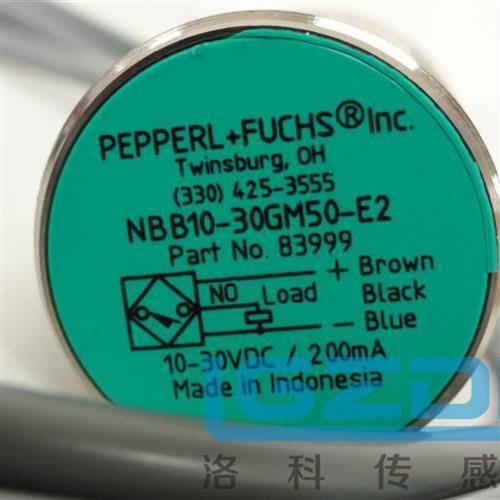 PEPPERL+FUCHS® Inc.
Twinsburg, OH
(330) 425-3555
NBB10-30GM50-E2
Part No. 83999
+ Brown
NO Load Black
− Blue
10-30VDC / 200mA
Made in Indonesia
GZD
洛科传感